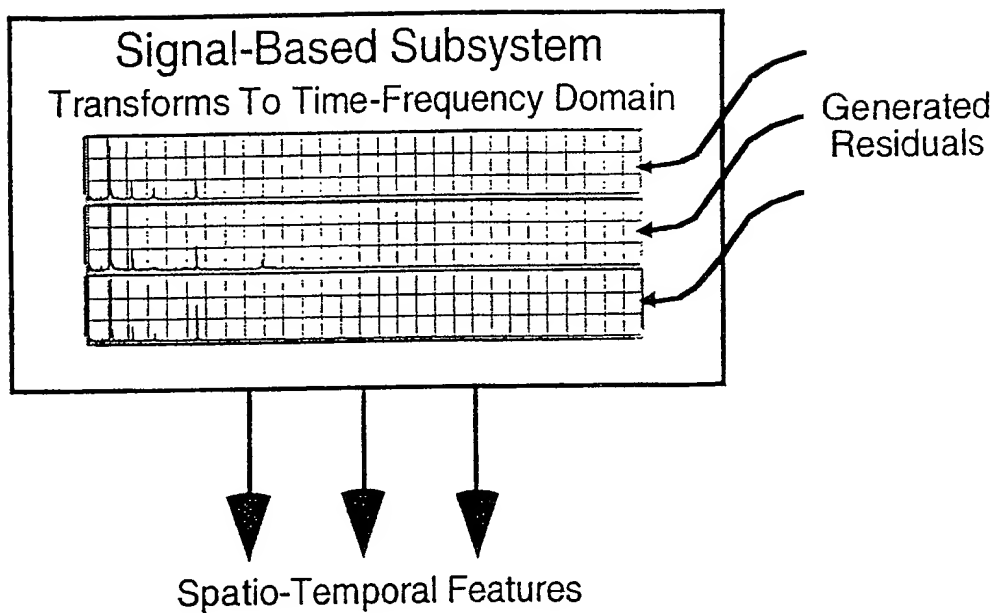 Signal-Based Subsystem
Transforms To Time-Frequency Domain
Generated
Residuals
Spatio-Temporal Features